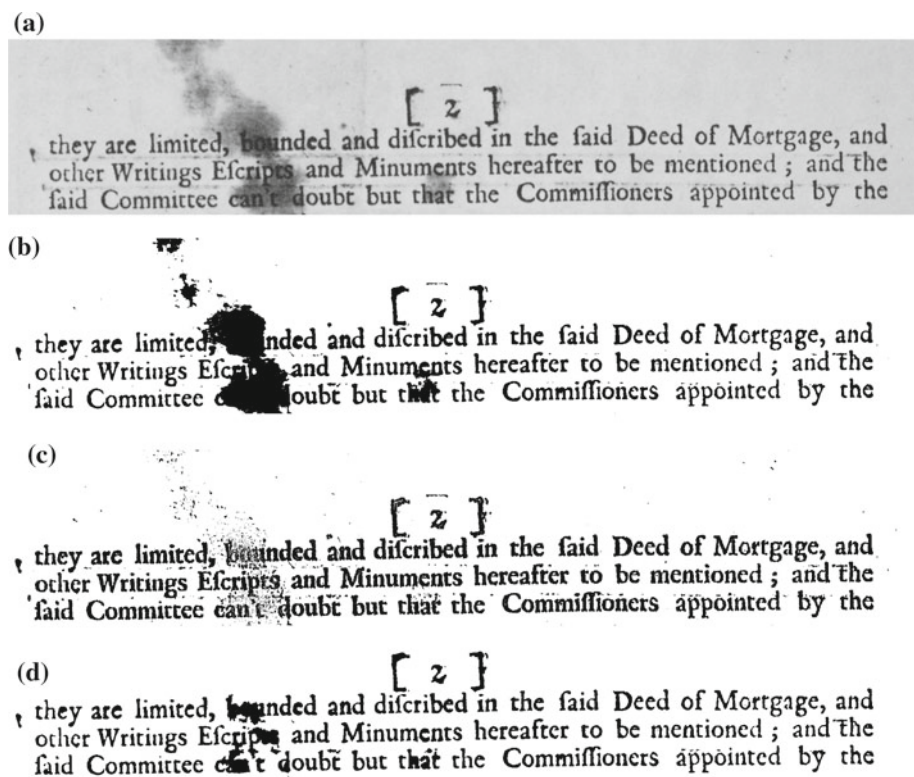 (a)
[ 2 ]
they are limited, bounded and diſcribed in the ſaid Deed of Mortgage, and
other Writings Eſcripts and Minuments hereafter to be mentioned ; and the
ſaid Committee can't doubt but that the Commiſſioners appointed by the
(b)
[ 2 ]
they are limited, and diſcribed in the ſaid Deed of Mortgage, and
other Writings and Minuments hereafter to be mentioned ; and the
ſaid Committee but that the Commiſſioners appointed by the
(c)
[ 2 ]
they are limited, bounded and diſcribed in the ſaid Deed of Mortgage, and
other Writings Eſcripts and Minuments hereafter to be mentioned ; and the
ſaid Committee can't doubt but that the Commiſſioners appointed by the
(d)
[ 2 ]
they are limited, bounded and diſcribed in the ſaid Deed of Mortgage, and
other Writings Eſcripts and Minuments hereafter to be mentioned ; and the
ſaid Committee can't doubt but that the Commiſſioners appointed by the